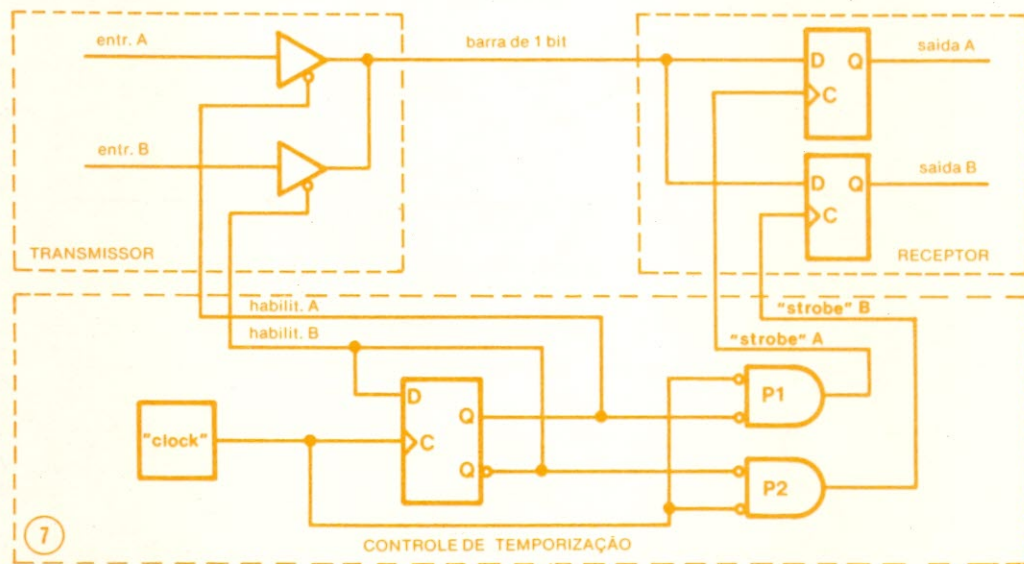 entr. A
barra de 1 bit
saida A
D Q
C
entr. B
saida B
D Q
C
TRANSMISSOR
RECEPTOR
habilit. A
"strobe" B
habilit. B
"strobe" A
D
P1
Q
"clock"
C
Q
P2
7
CONTROLE DE TEMPORIZAÇÃO